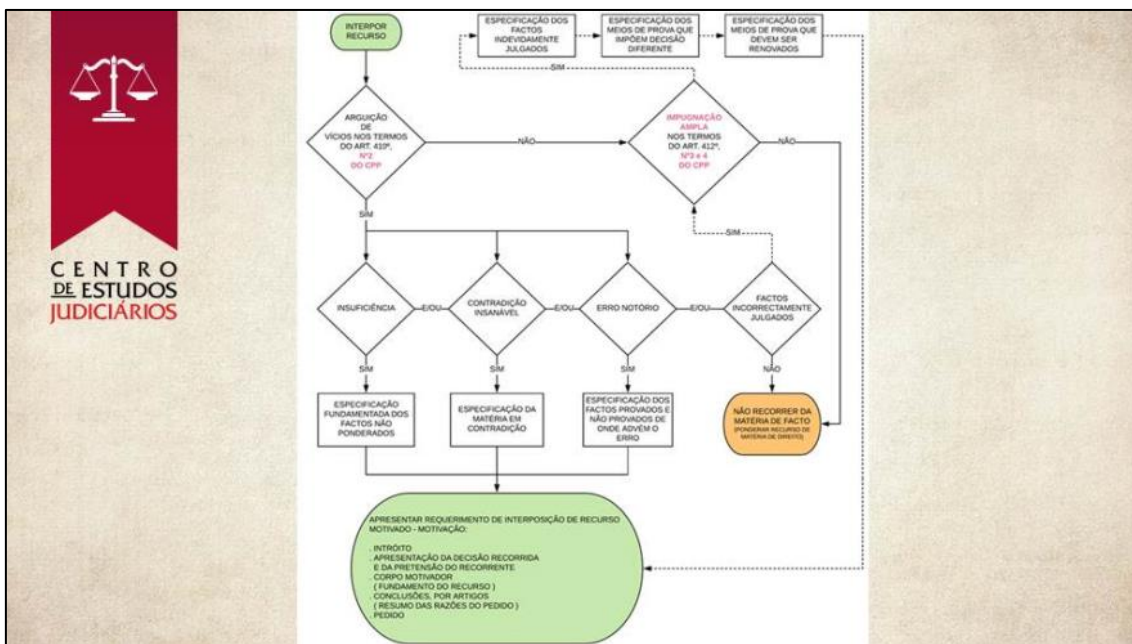 CENTRO
DE ESTUDOS
JUDICIÁRIOS
INTERPOR
RECURSO
ESPECIFICAÇÃO DOS
FACTOS
INDEVIDAMENTE
JULGADOS
ESPECIFICAÇÃO DOS
MEIOS DE PROVA QUE
IMPÕEM DECISÃO
DIFERENTE
ESPECIFICAÇÃO DOS
MEIOS DE PROVA QUE
DEVEM SER
RENOVADOS
SIM
ARGUIÇÃO
DE
VÍCIOS NOS TERMOS
DO ART. 410º,
Nº2
DO CPP
NÃO
IMPUGNAÇÃO
AMPLA
NOS TERMOS
DO ART. 412º,
Nº3 e 4
DO CPP
NÃO
SIM
SIM
INSUFICIÊNCIA
E/OU
CONTRADIÇÃO
INSANÁVEL
E/OU
ERRO NOTÓRIO
E/OU
FACTOS
INCORRECTAMENTE
JULGADOS
SIM
SIM
SIM
NÃO
ESPECIFICAÇÃO
FUNDAMENTADA DOS
FACTOS NÃO
PONDERADOS
ESPECIFICAÇÃO DA
MATÉRIA EM
CONTRADIÇÃO
ESPECIFICAÇÃO DOS
FACTOS PROVADOS E
NÃO PROVADOS DE
ONDE ADVÉM O
ERRO
NÃO RECORRER DA
MATÉRIA DE FACTO
(PONDERAR RECURSO DE
MATÉRIA DE DIREITO)
APRESENTAR REQUERIMENTO DE INTERPOSIÇÃO DE RECURSO
MOTIVADO - MOTIVAÇÃO:
. INTRÓITO
. APRESENTAÇÃO DA DECISÃO RECORRIDA
E DA PRETENSÃO DO RECORRENTE
. CORPO MOTIVADOR
( FUNDAMENTO DO RECURSO )
. CONCLUSÕES, POR ARTIGOS
( RESUMO DAS RAZÕES DO PEDIDO )
. PEDIDO